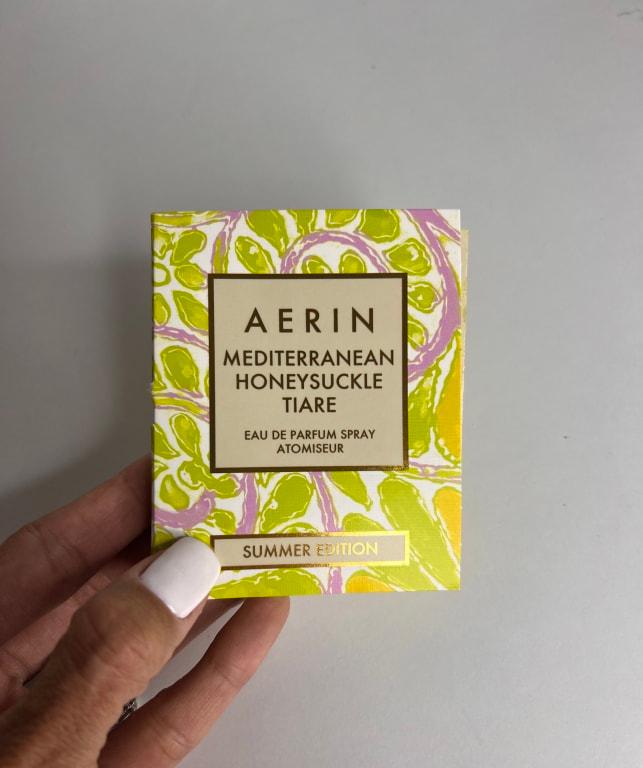 AERIN
MEDITERRANEAN
HONEYSUCKLE
TIARE
EAU DE PARFUM SPRAY
ATOMISEUR
SUMMER EDITION